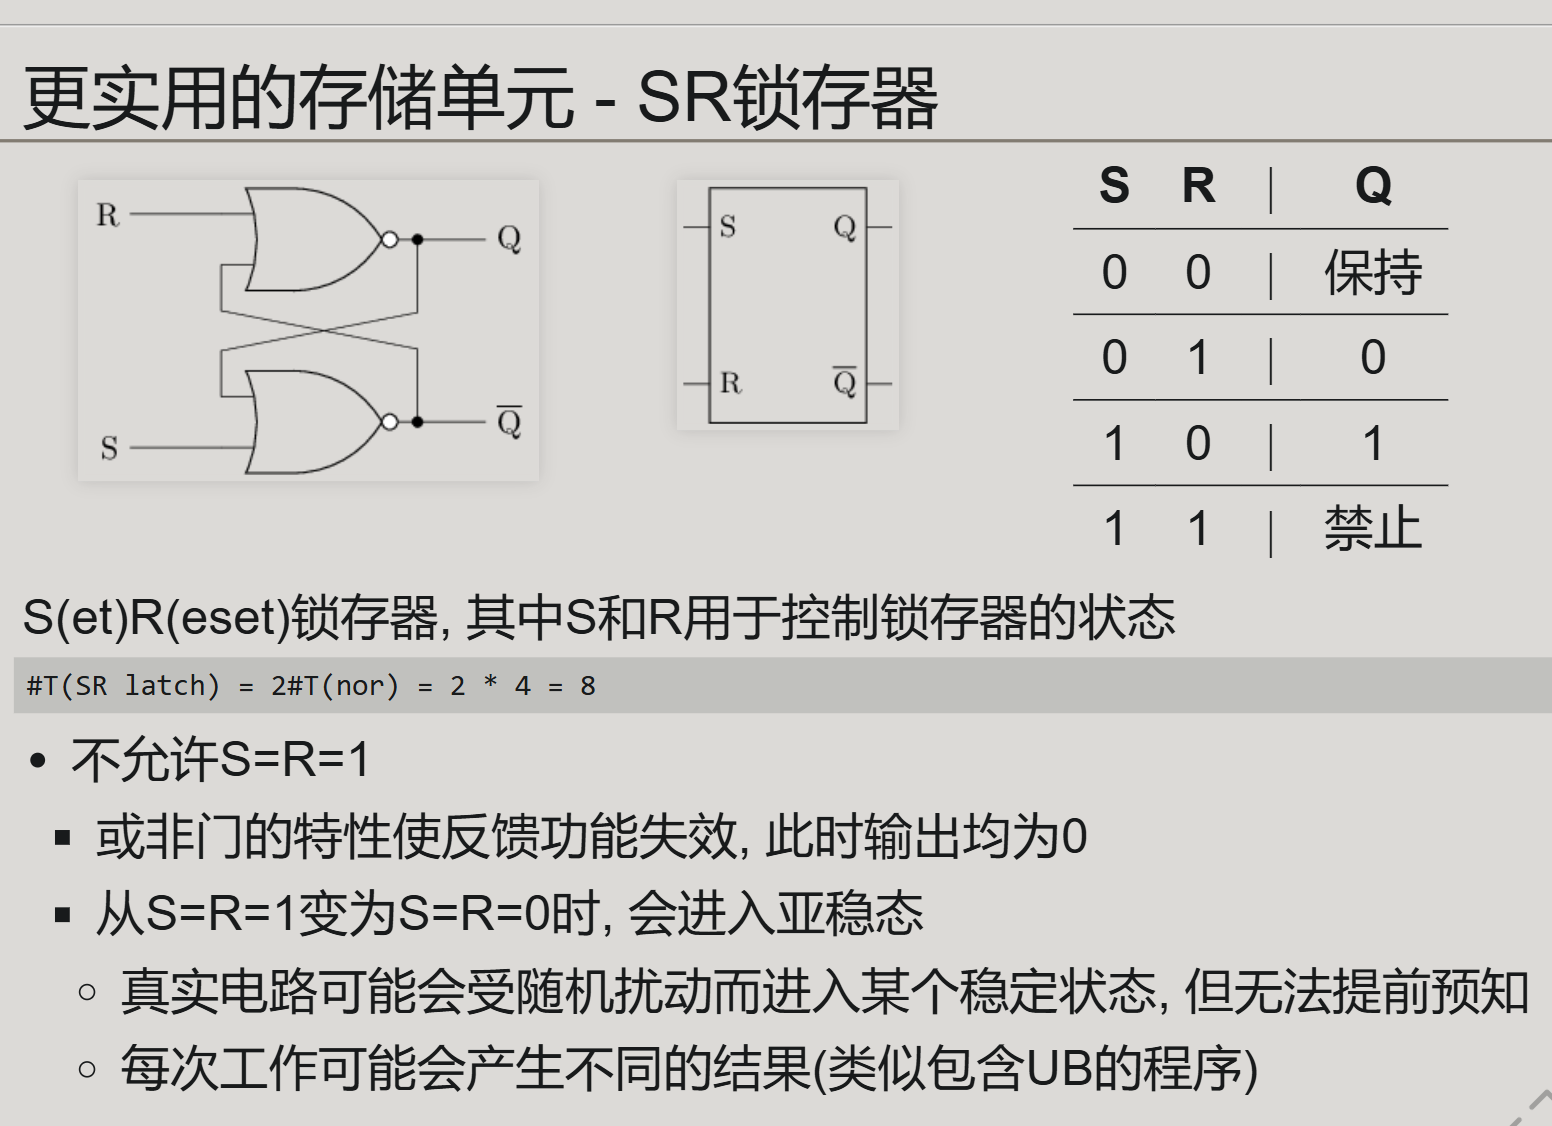 更实用的存储单元 - SR锁存器
R
Q
S
Q̅
S Q
R Q̅
S R | Q
0 0 | 保持
0 1 | 0
1 0 | 1
1 1 | 禁止
S(et)R(eset)锁存器, 其中S和R用于控制锁存器的状态
#T(SR latch) = 2#T(nor) = 2 * 4 = 8
• 不允许S=R=1
▪ 或非门的特性使反馈功能失效, 此时输出均为0
▪ 从S=R=1变为S=R=0时, 会进入亚稳态
○ 真实电路可能会受随机扰动而进入某个稳定状态, 但无法提前预知
○ 每次工作可能会产生不同的结果(类似包含UB的程序)